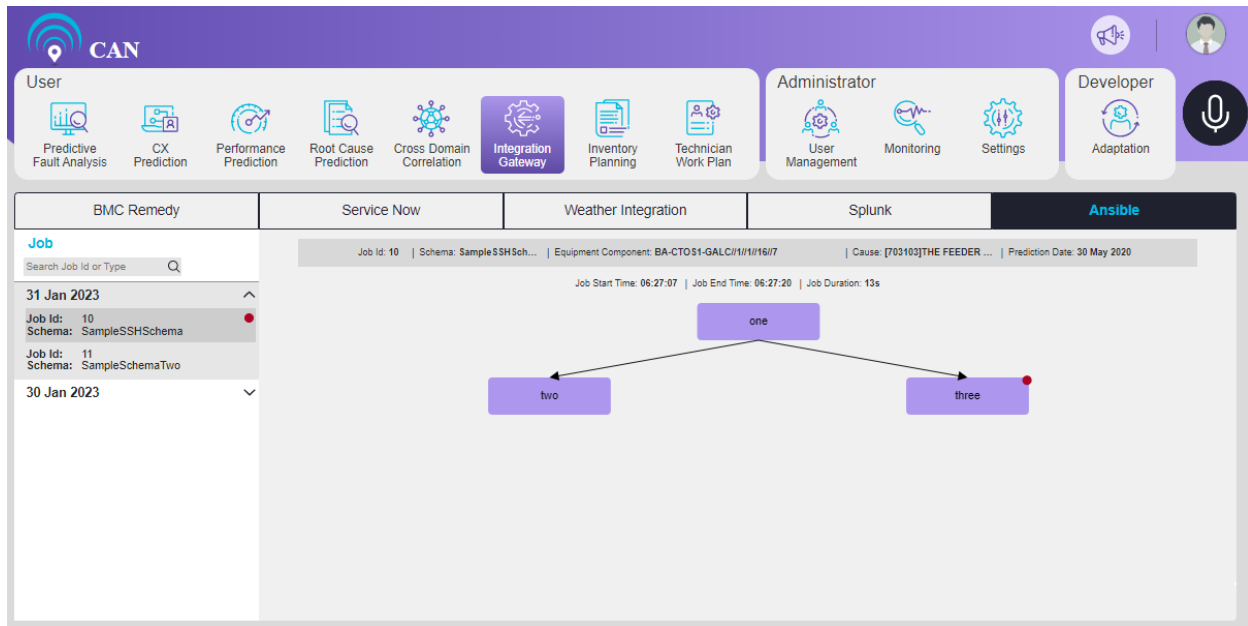 CAN
User
Administrator
Developer
Predictive
Fault Analysis
CX
Prediction
Performance
Prediction
Root Cause
Prediction
Cross Domain
Correlation
Integration
Gateway
Inventory
Planning
Technician
Work Plan
User
Management
Monitoring
Settings
Adaptation
BMC Remedy
Service Now
Weather Integration
Splunk
Ansible
Job
Search Job Id or Type
31 Jan 2023
Job Id: 10
Schema: SampleSSHSchema
Job Id: 11
Schema: SampleSchemaTwo
30 Jan 2023
Job Id: 10 | Schema: SampleSSHSch... | Equipment Component: BA-CTOS1-GALC//1//1//16//7 | Cause: [703103]THE FEEDER ... | Prediction Date: 30 May 2020
Job Start Time: 06:27:07 | Job End Time: 06:27:20 | Job Duration: 13s
one
two
three